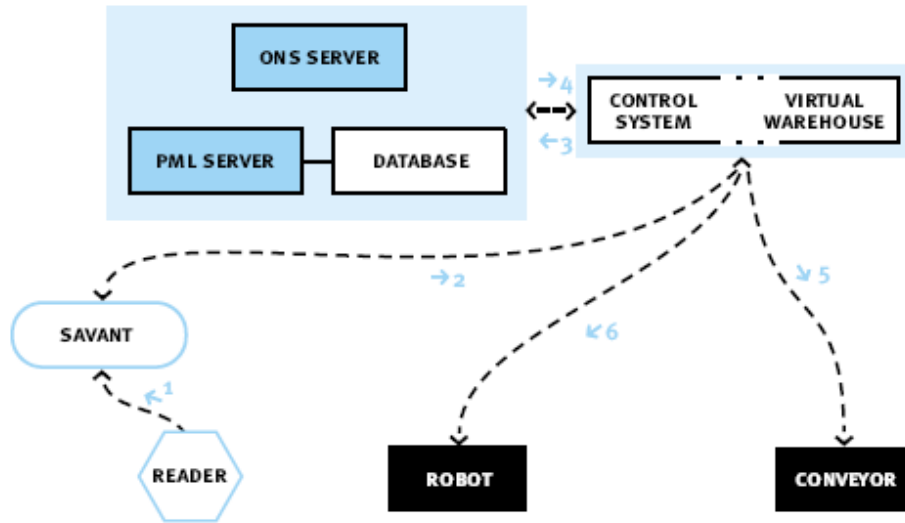 ONS SERVER
→4
CONTROL
SYSTEM
VIRTUAL
WAREHOUSE
←3
PML SERVER
DATABASE
→2
↘5
SAVANT
↙6
↖1
READER
ROBOT
CONVEYOR